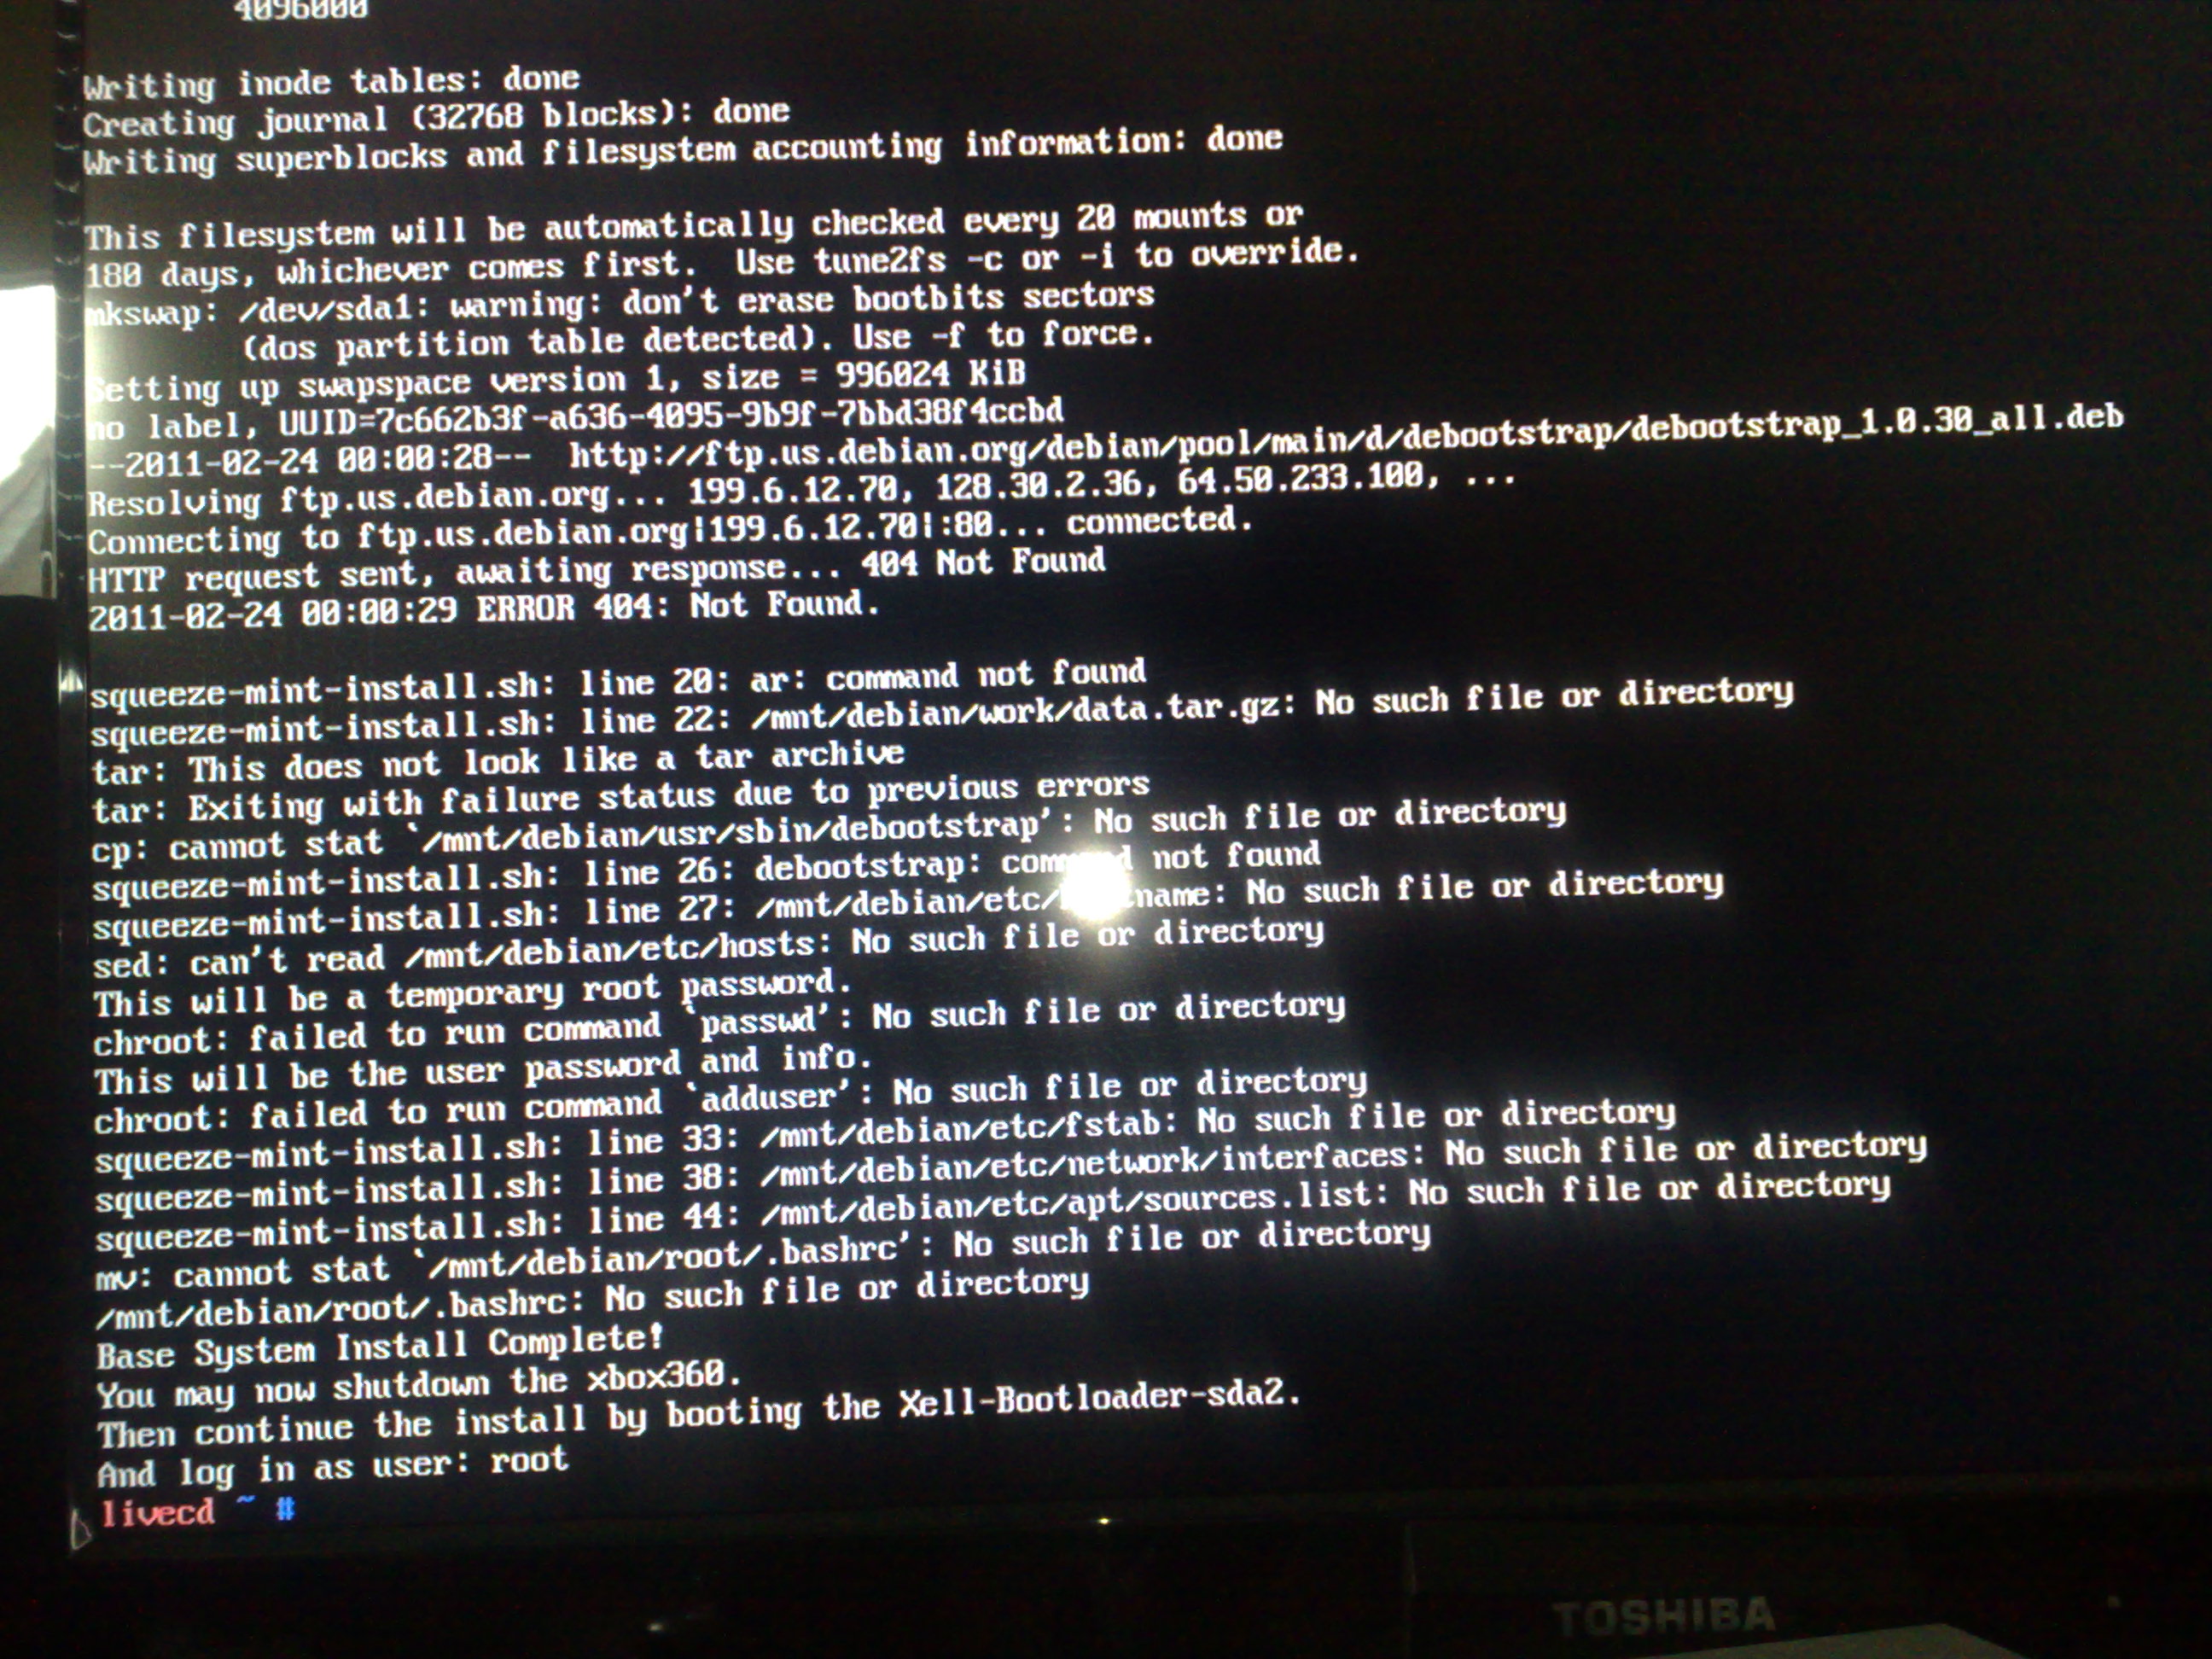 4096000
Writing inode tables: done
Creating journal (32768 blocks): done
Writing superblocks and filesystem accounting information: done
This filesystem will be automatically checked every 20 mounts or
180 days, whichever comes first.  Use tune2fs -c or -i to override.
mkswap: /dev/sda1: warning: don't erase bootbits sectors
(dos partition table detected). Use -f to force.
Setting up swapspace version 1, size = 996024 KiB
no label, UUID=7c662b3f-a636-4095-9b9f-7bbd38f4ccbd
--2011-02-24 00:00:28--  http://ftp.us.debian.org/debian/pool/main/d/debootstrap/debootstrap_1.0.30_all.deb
Resolving ftp.us.debian.org... 199.6.12.70, 128.30.2.36, 64.50.233.100, ...
Connecting to ftp.us.debian.org|199.6.12.70|:80... connected.
HTTP request sent, awaiting response... 404 Not Found
2011-02-24 00:00:29 ERROR 404: Not Found.
squeeze-mint-install.sh: line 20: ar: command not found
squeeze-mint-install.sh: line 22: /mnt/debian/work/data.tar.gz: No such file or directory
tar: This does not look like a tar archive
tar: Exiting with failure status due to previous errors
cp: cannot stat `/mnt/debian/usr/sbin/debootstrap': No such file or directory
squeeze-mint-install.sh: line 26: debootstrap: command not found
squeeze-mint-install.sh: line 27: /mnt/debian/etc/hostname: No such file or directory
sed: can't read /mnt/debian/etc/hosts: No such file or directory
This will be a temporary root password.
chroot: failed to run command `passwd': No such file or directory
This will be the user password and info.
chroot: failed to run command `adduser': No such file or directory
squeeze-mint-install.sh: line 33: /mnt/debian/etc/fstab: No such file or directory
squeeze-mint-install.sh: line 38: /mnt/debian/etc/network/interfaces: No such file or directory
squeeze-mint-install.sh: line 44: /mnt/debian/etc/apt/sources.list: No such file or directory
mv: cannot stat `/mnt/debian/root/.bashrc': No such file or directory
/mnt/debian/root/.bashrc: No such file or directory
Base System Install Complete!
You may now shutdown the xbox360.
Then continue the install by booting the Xell-Bootloader-sda2.
And log in as user: root
livecd ~ #
TOSHIBA